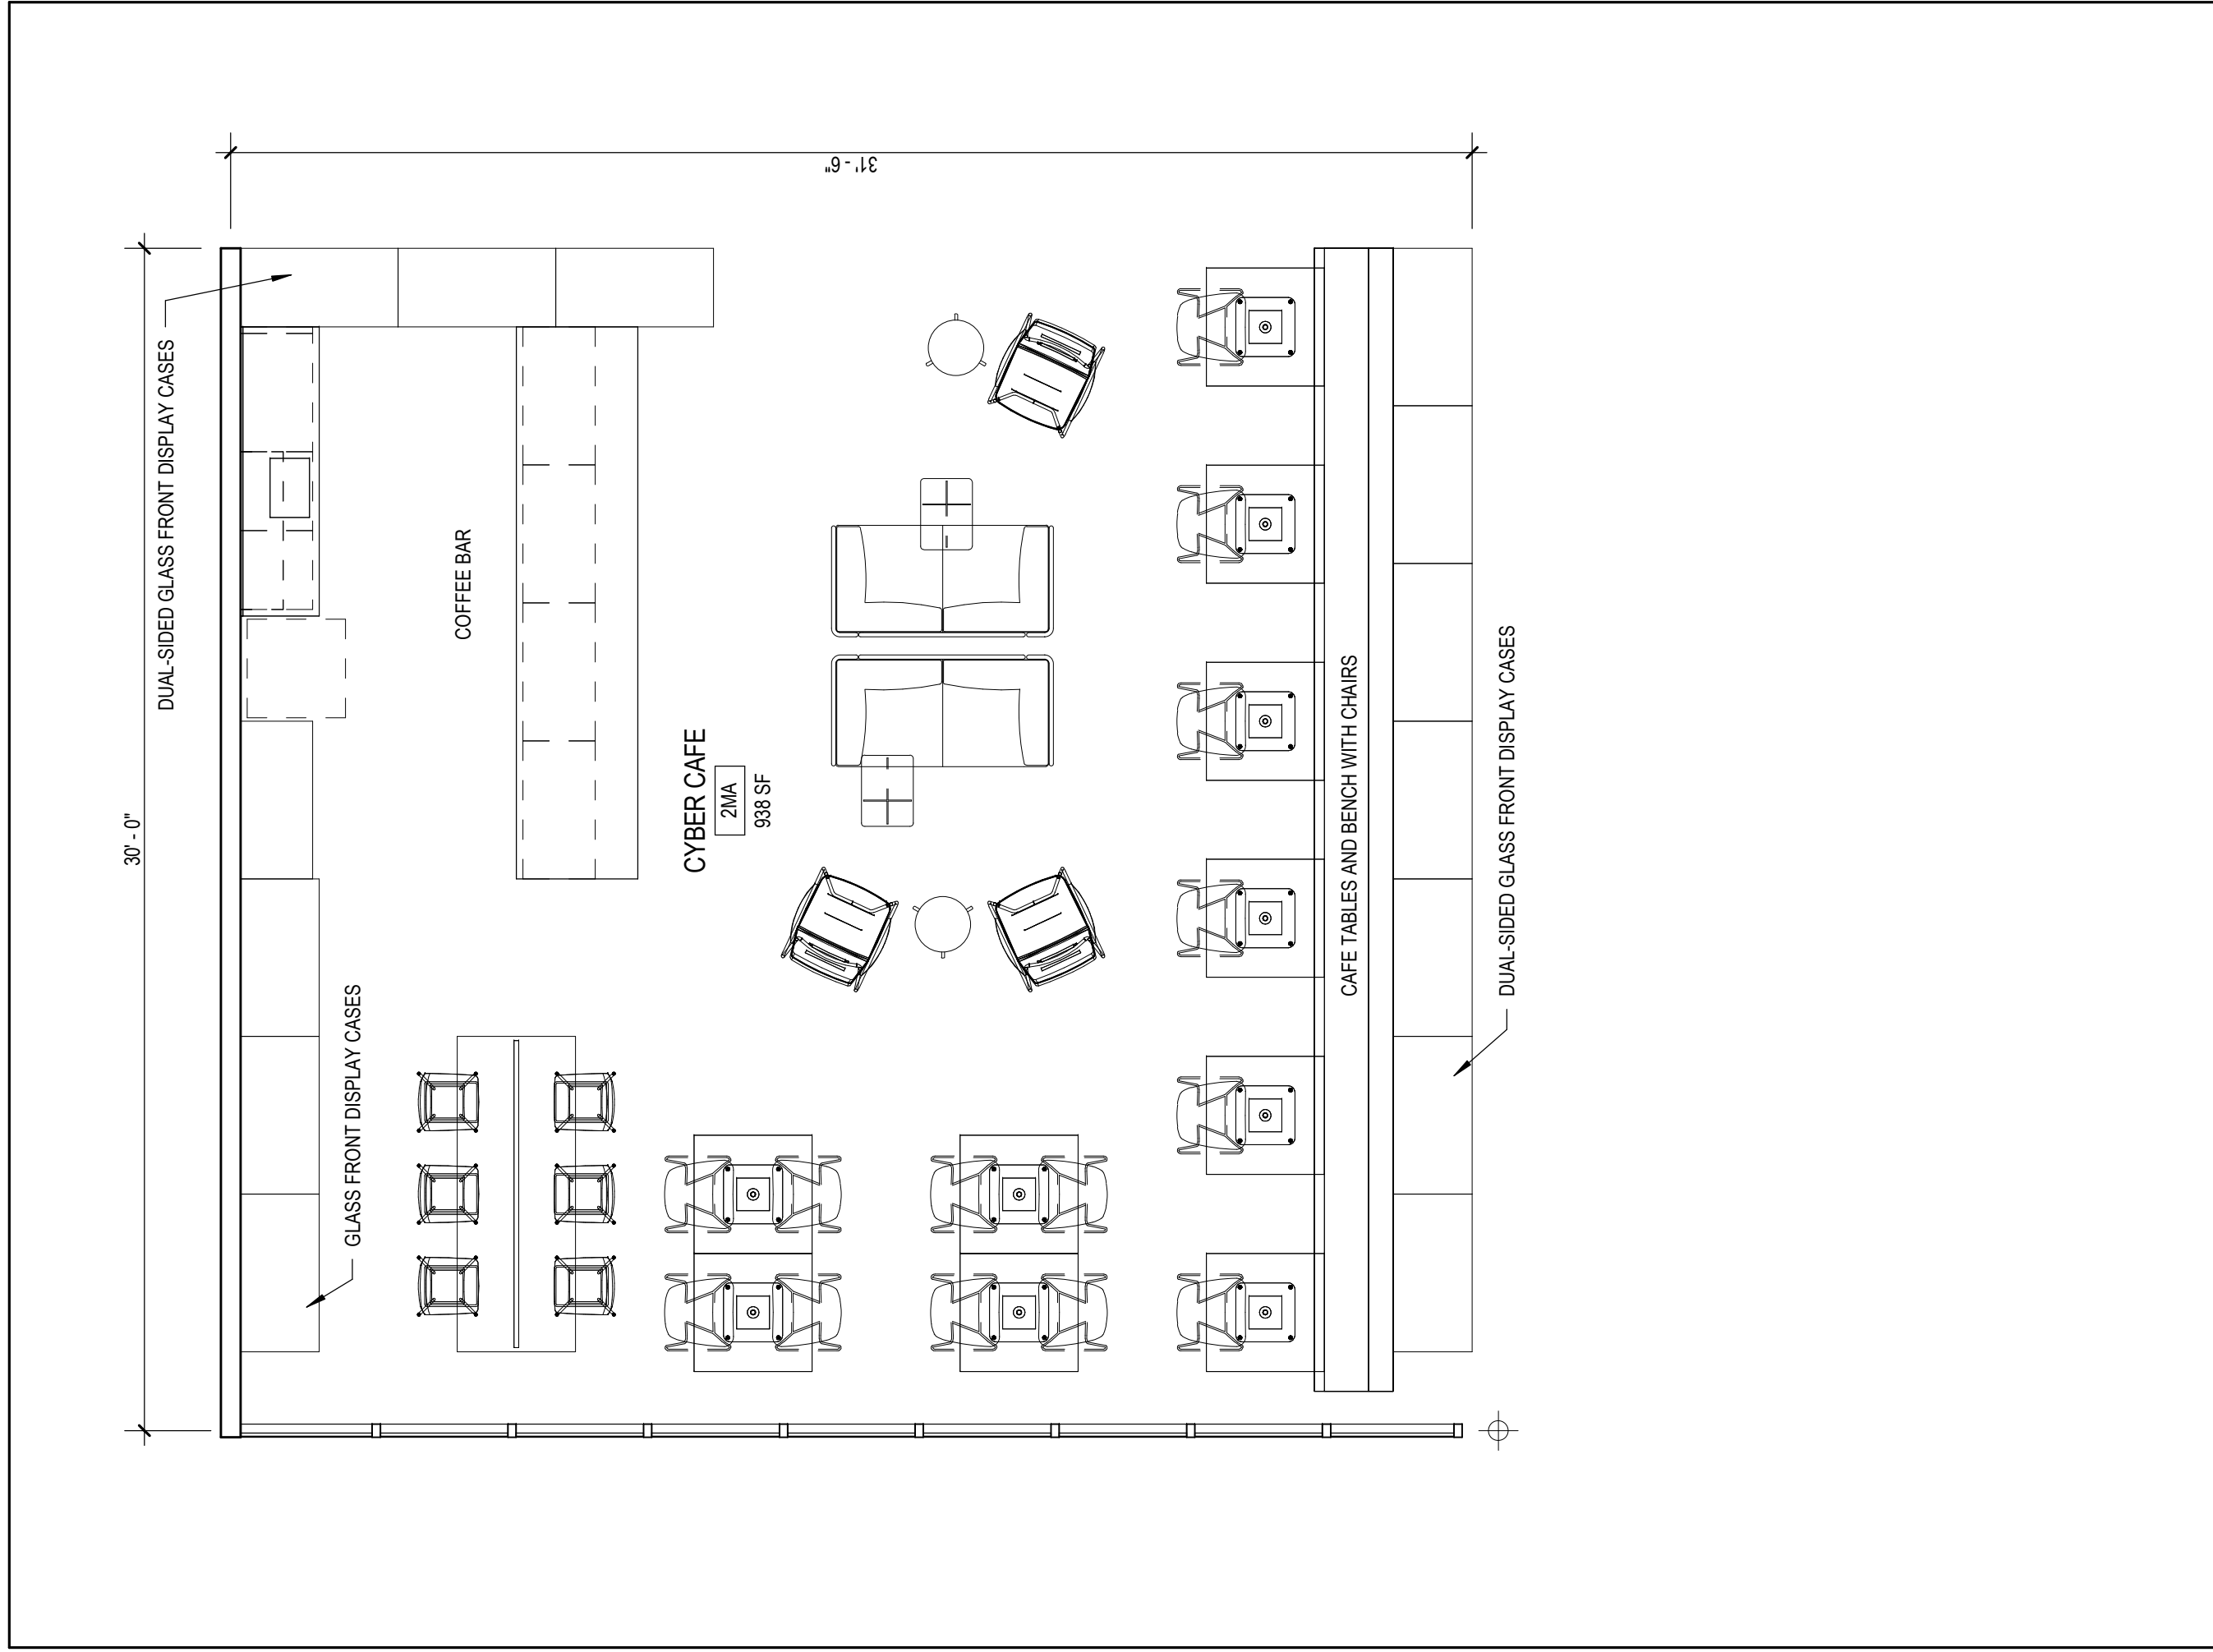 31' - 6"
30' - 0"
DUAL-SIDED GLASS FRONT DISPLAY CASES
COFFEE BAR
CYBER CAFE
2MA
938 SF
GLASS FRONT DISPLAY CASES
CAFE TABLES AND BENCH WITH CHAIRS
DUAL-SIDED GLASS FRONT DISPLAY CASES